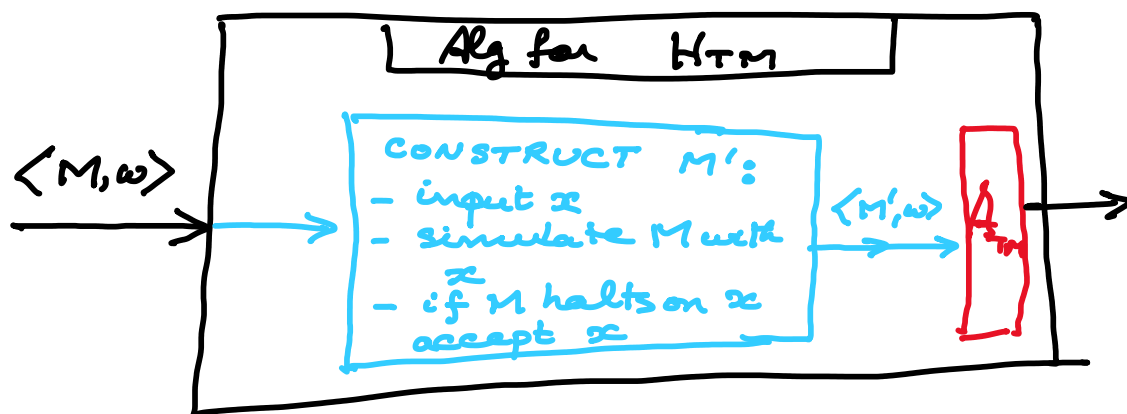 Alg for HTM
<M,w>
CONSTRUCT M':
- input x
- simulate M with
x
- if M halts on x
accept x
<M',w>
ATM